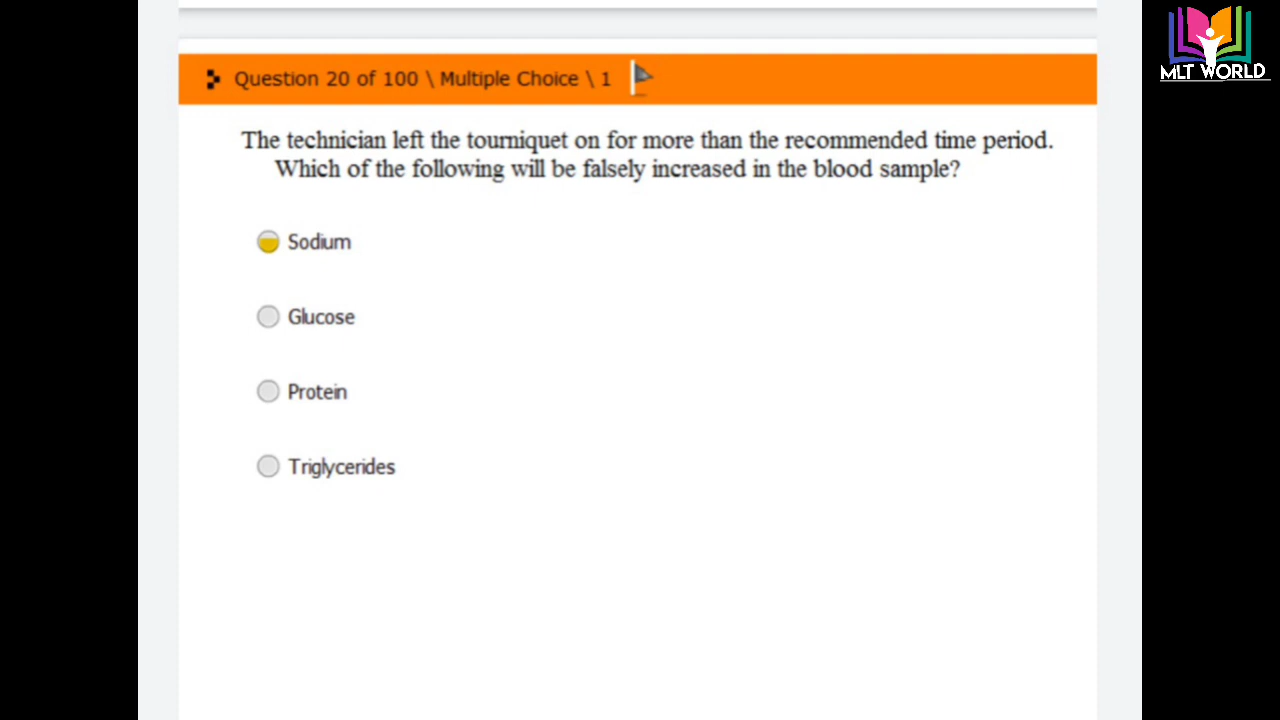 MLT WORLD
Question 20 of 100 \ Multiple Choice \ 1
The technician left the tourniquet on for more than the recommended time period.
Which of the following will be falsely increased in the blood sample?
Sodium
Glucose
Protein
Triglycerides